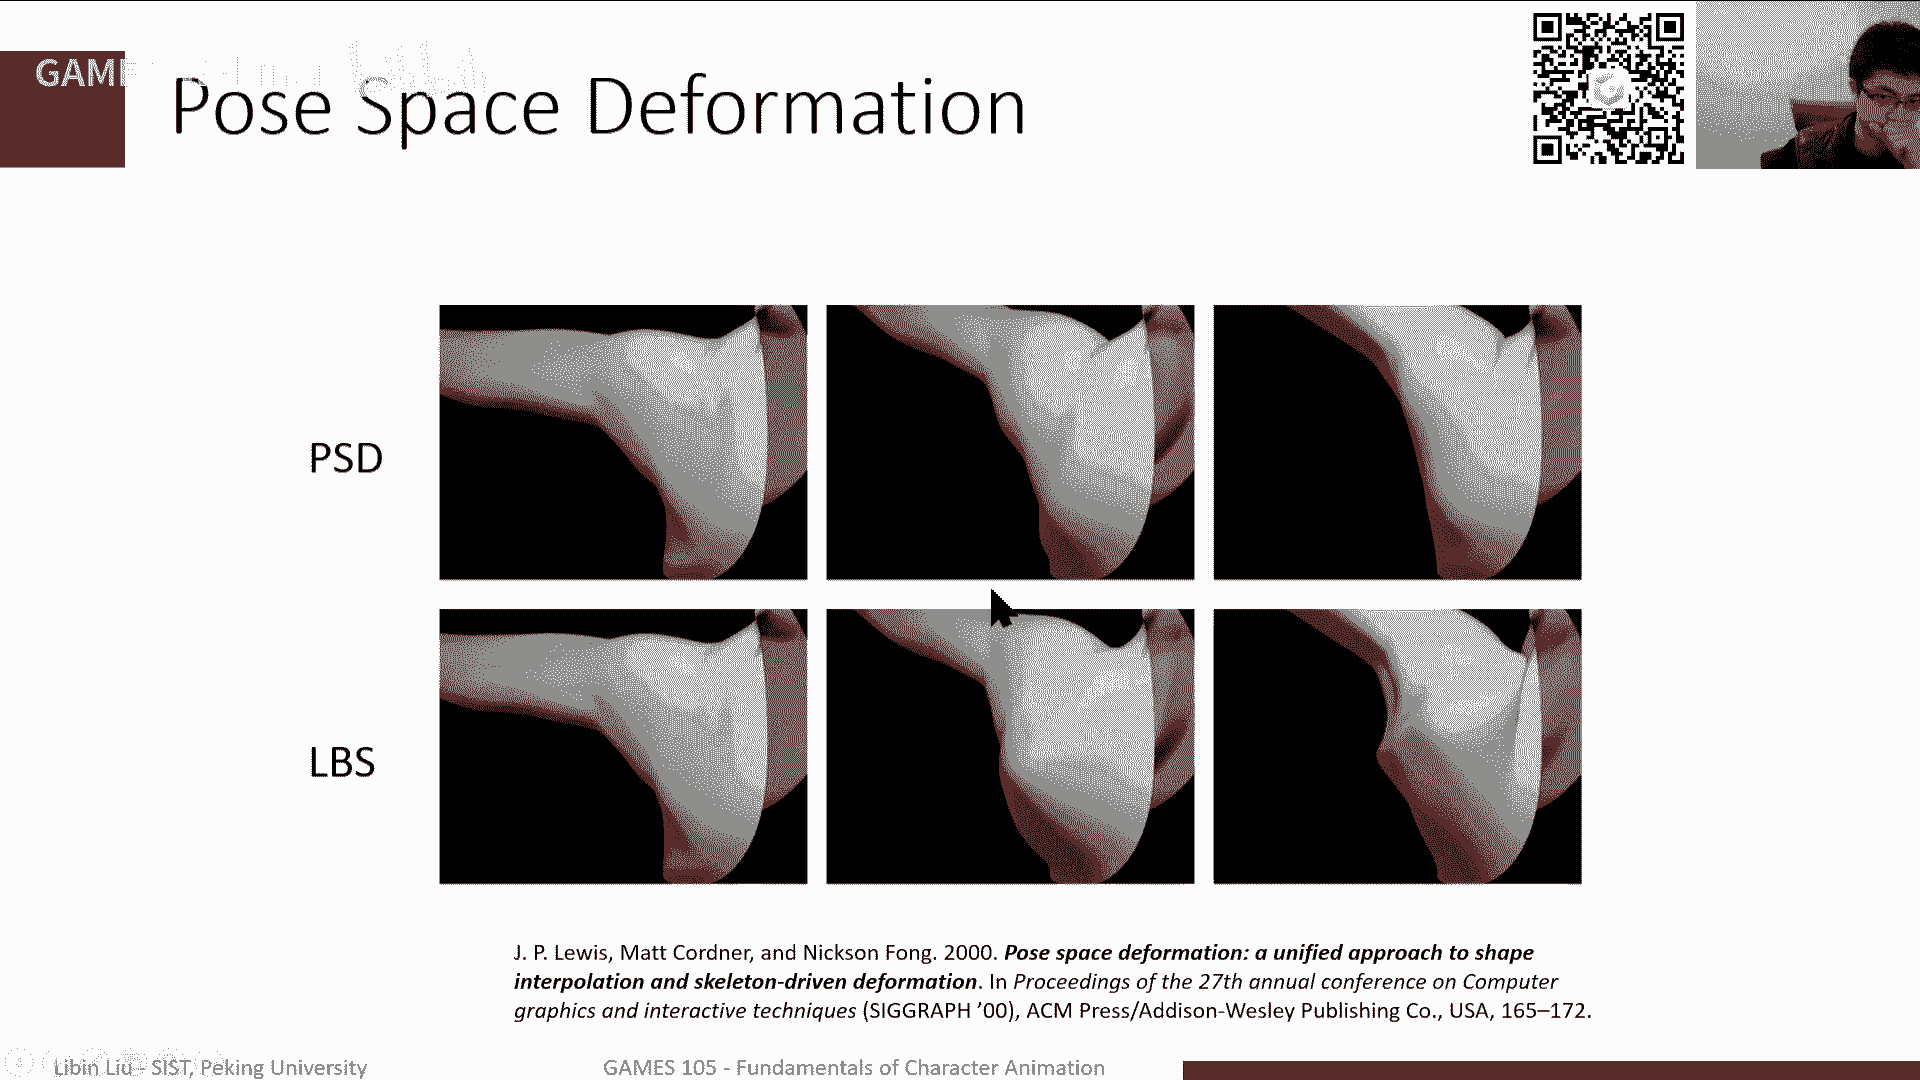 GAME
Pose Space Deformation
PSD
LBS
J. P. Lewis, Matt Cordner, and Nickson Fong. 2000. Pose space deformation: a unified approach to shape
interpolation and skeleton-driven deformation. In Proceedings of the 27th annual conference on Computer
graphics and interactive techniques (SIGGRAPH ’00), ACM Press/Addison-Wesley Publishing Co., USA, 165–172.
Libin Liu - SIST, Peking University
GAMES 105 - Fundamentals of Character Animation